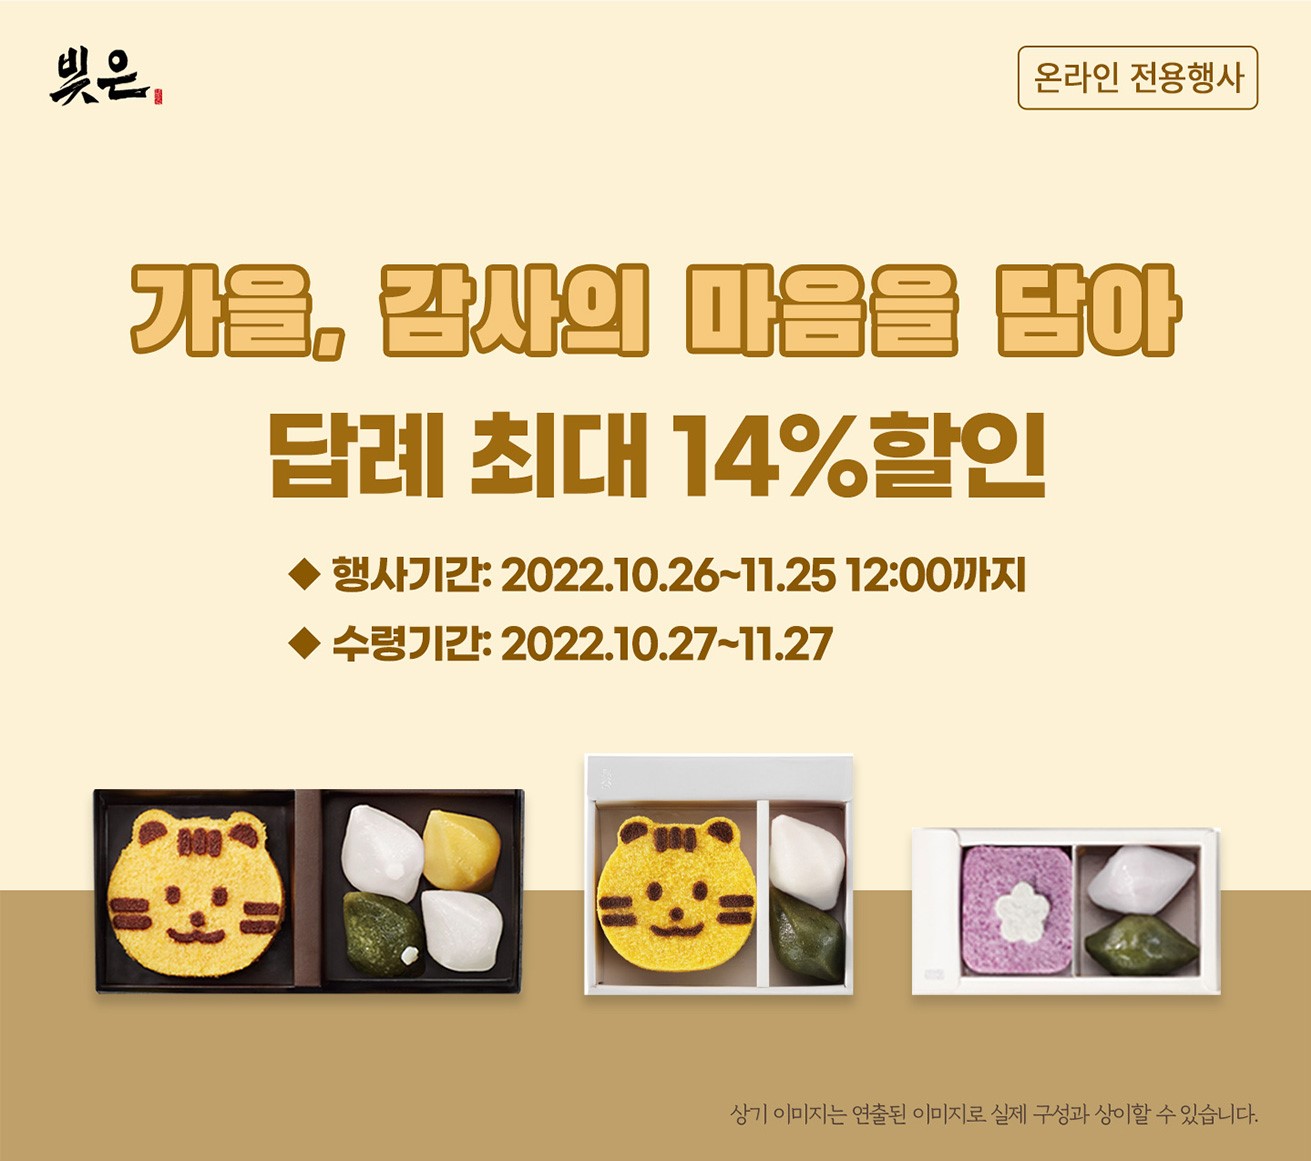 빚은
온라인 전용행사
가을, 감사의 마음을 담아
답례 최대 14%할인
◆ 행사기간: 2022.10.26~11.25 12:00까지
◆ 수령기간: 2022.10.27~11.27
상기 이미지는 연출된 이미지로 실제 구성과 상이할 수 있습니다.